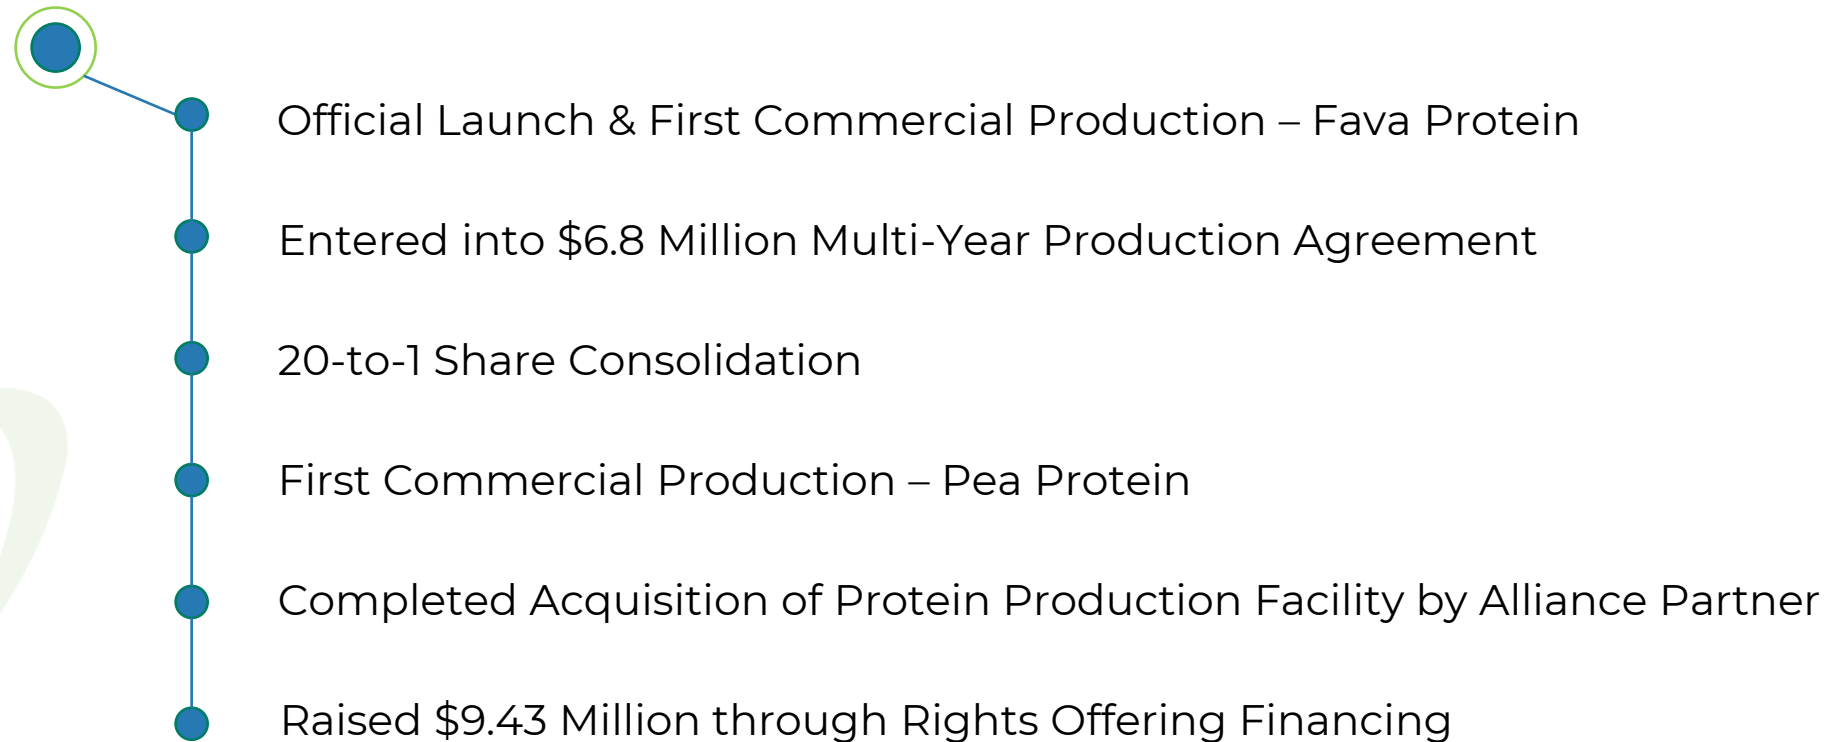 Official Launch & First Commercial Production – Fava Protein
Entered into $6.8 Million Multi-Year Production Agreement
20-to-1 Share Consolidation
First Commercial Production – Pea Protein
Completed Acquisition of Protein Production Facility by Alliance Partner
Raised $9.43 Million through Rights Offering Financing